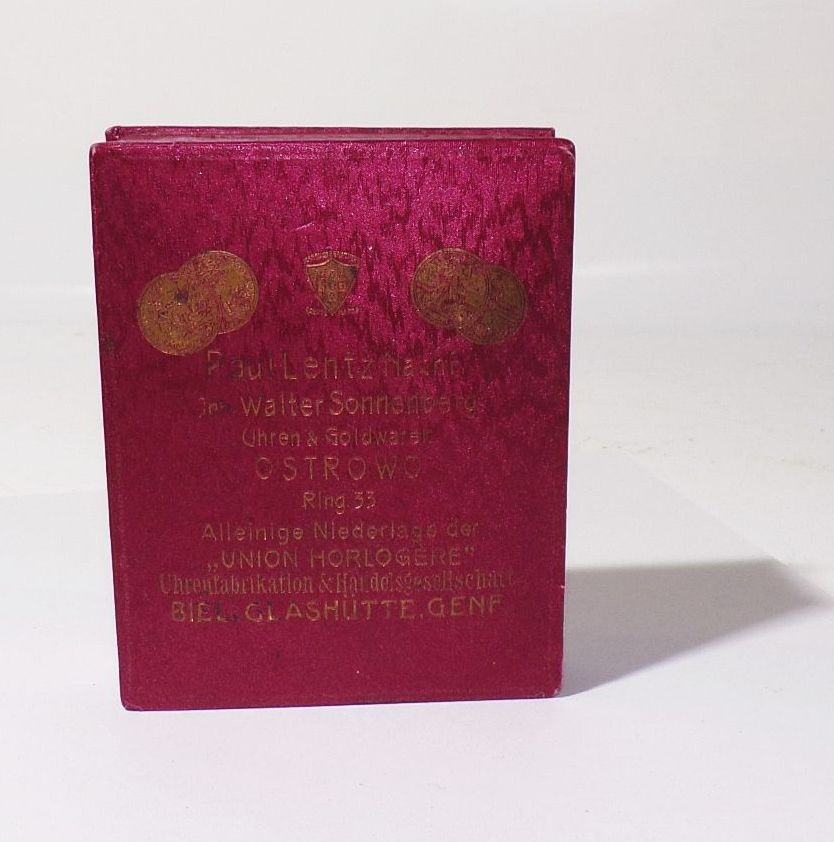 Paul Lentz Nachf.
Inh. Walter Sonnenberg
Uhren & Goldwaren
OSTROWO
Ring 33
Alleinige Niederlage der
„UNION HORLOGÈRE"
Uhrenfabrikation & Handelsgesellschaft
BIEL. GLASHÜTTE. GENF